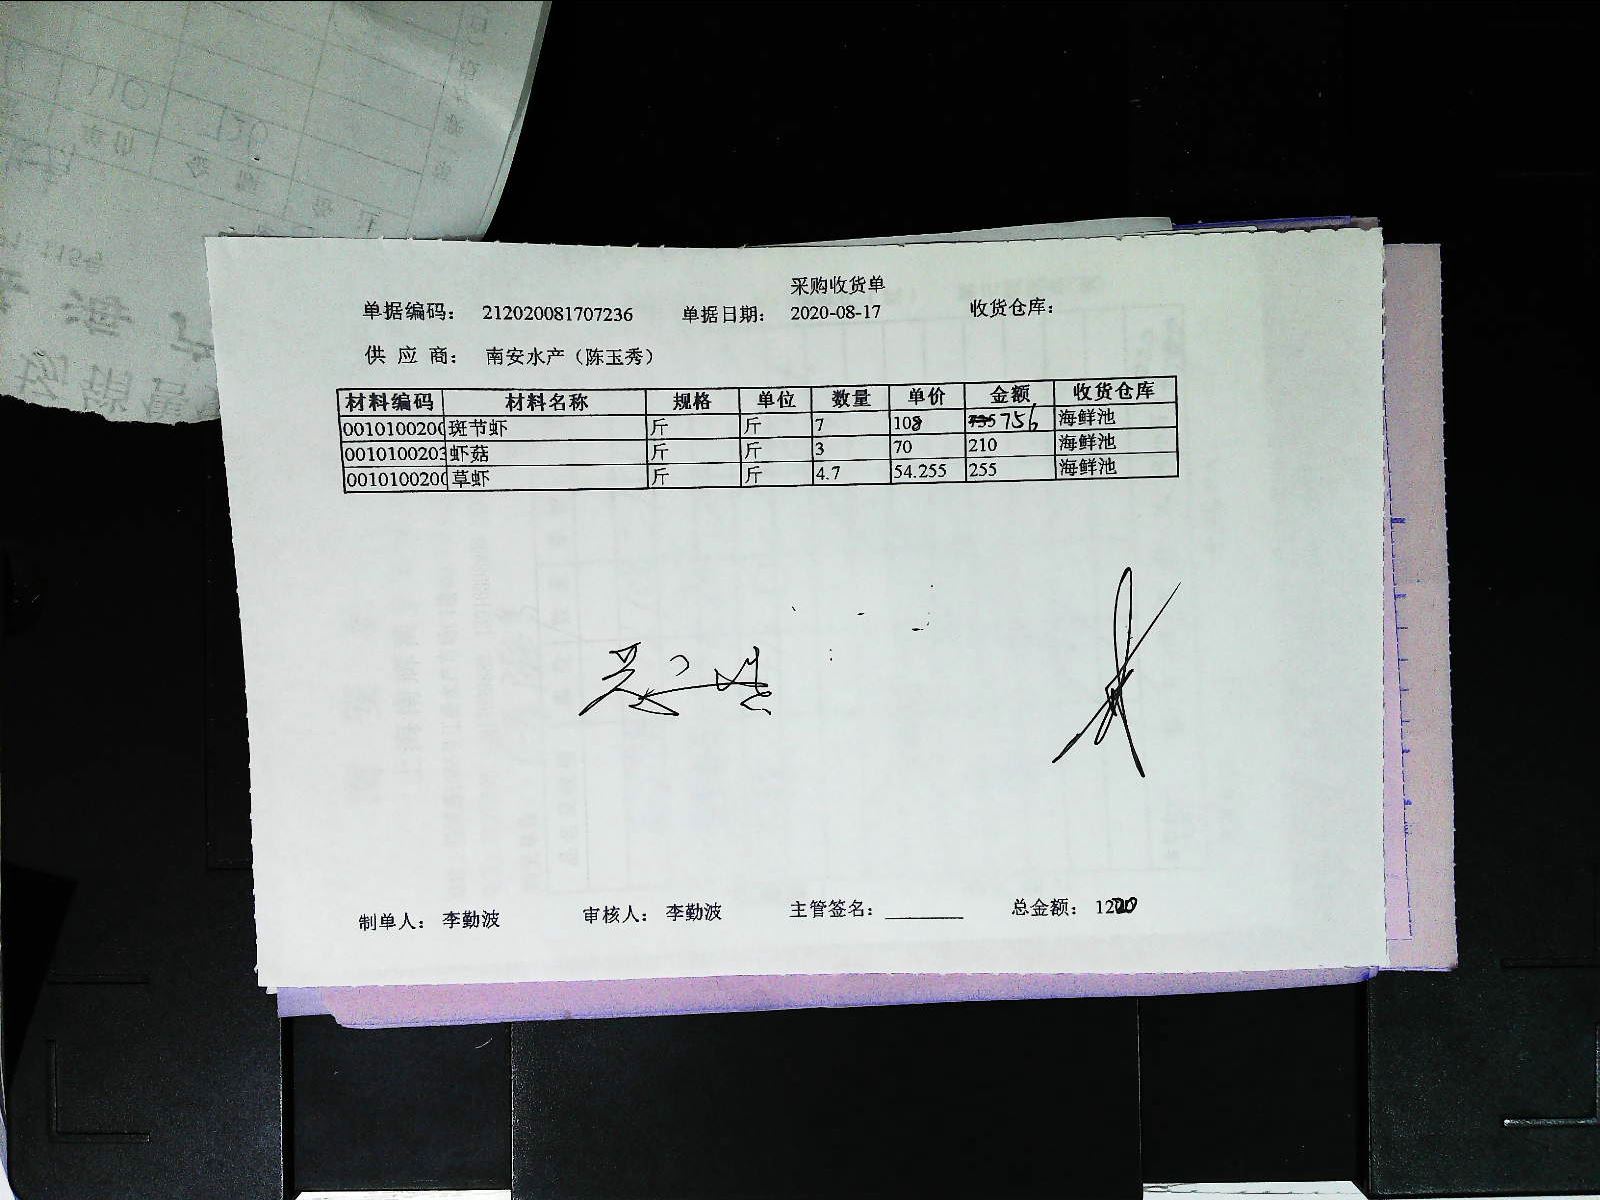 采购收货单
单据编码： 212020081707236 单据日期： 2020-08-17 收货仓库：
供 应 商： 南安水产（陈玉秀）
材料编码 材料名称 规格 单位 数量 单价 金额 收货仓库
001010020 斑节虾 斤 斤 7 108 735 756 海鲜池
001010020 虾菇 斤 斤 3 70 210 海鲜池
001010020 草虾 斤 斤 4.7 54.255 255 海鲜池
制单人： 李勤波 审核人： 李勤波 主管签名： 总金额：